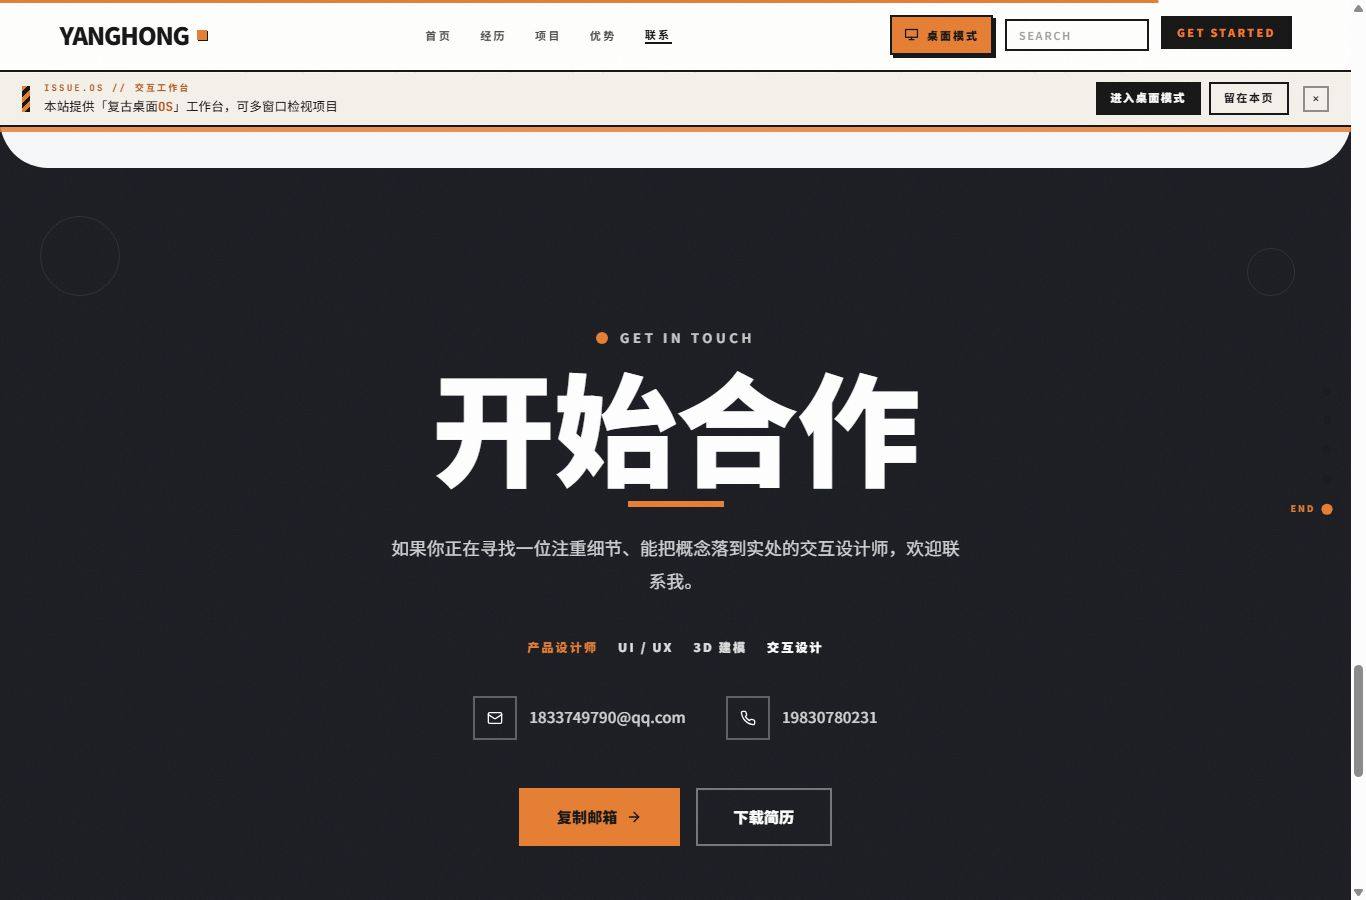 YANGHONG
首页 经历 项目 优势 联系
桌面模式
SEARCH
GET STARTED
ISSUE.OS // 交互工作台
本站提供「复古桌面OS」工作台，可多窗口检视项目
进入桌面模式
留在本页
×
GET IN TOUCH
开始合作
END
如果你正在寻找一位注重细节、能把概念落到实处的交互设计师，欢迎联
系我。
产品设计师 UI / UX 3D 建模 交互设计
1833749790@qq.com
19830780231
复制邮箱 →
下载简历